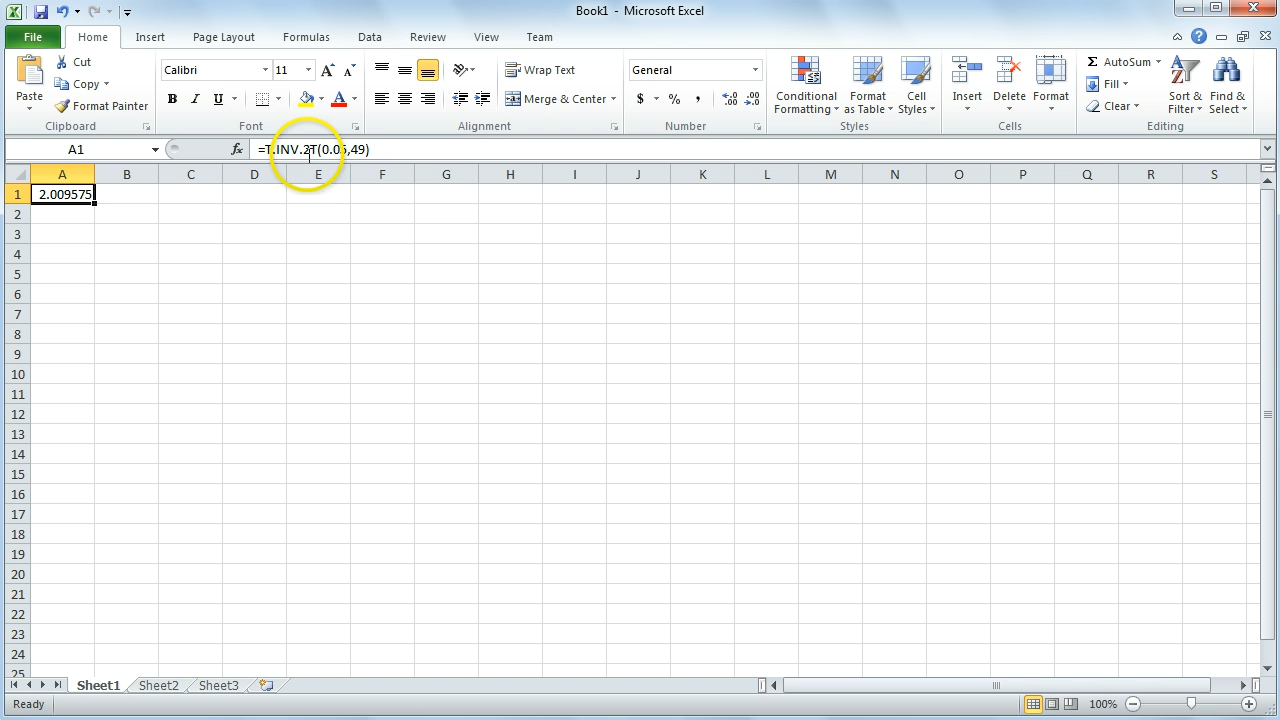 Book1 - Microsoft Excel
File Home Insert Page Layout Formulas Data Review View Team
Paste
Cut
Copy
Format Painter
Clipboard
Calibri 11
B I U
Font
Wrap Text
Merge & Center
Alignment
General
$ % ,
Number
Conditional Formatting
Format as Table
Cell Styles
Styles
Insert Delete Format
Cells
AutoSum
Fill
Clear
Sort & Filter
Find & Select
Editing
A1 fx =T.INV.2T(0.05,49)
A B C D E F G H I J K L M N O P Q R S
1 2.009575
2
3
4
5
6
7
8
9
10
11
12
13
14
15
16
17
18
19
20
21
22
23
24
25
Sheet1 Sheet2 Sheet3
Ready 100%